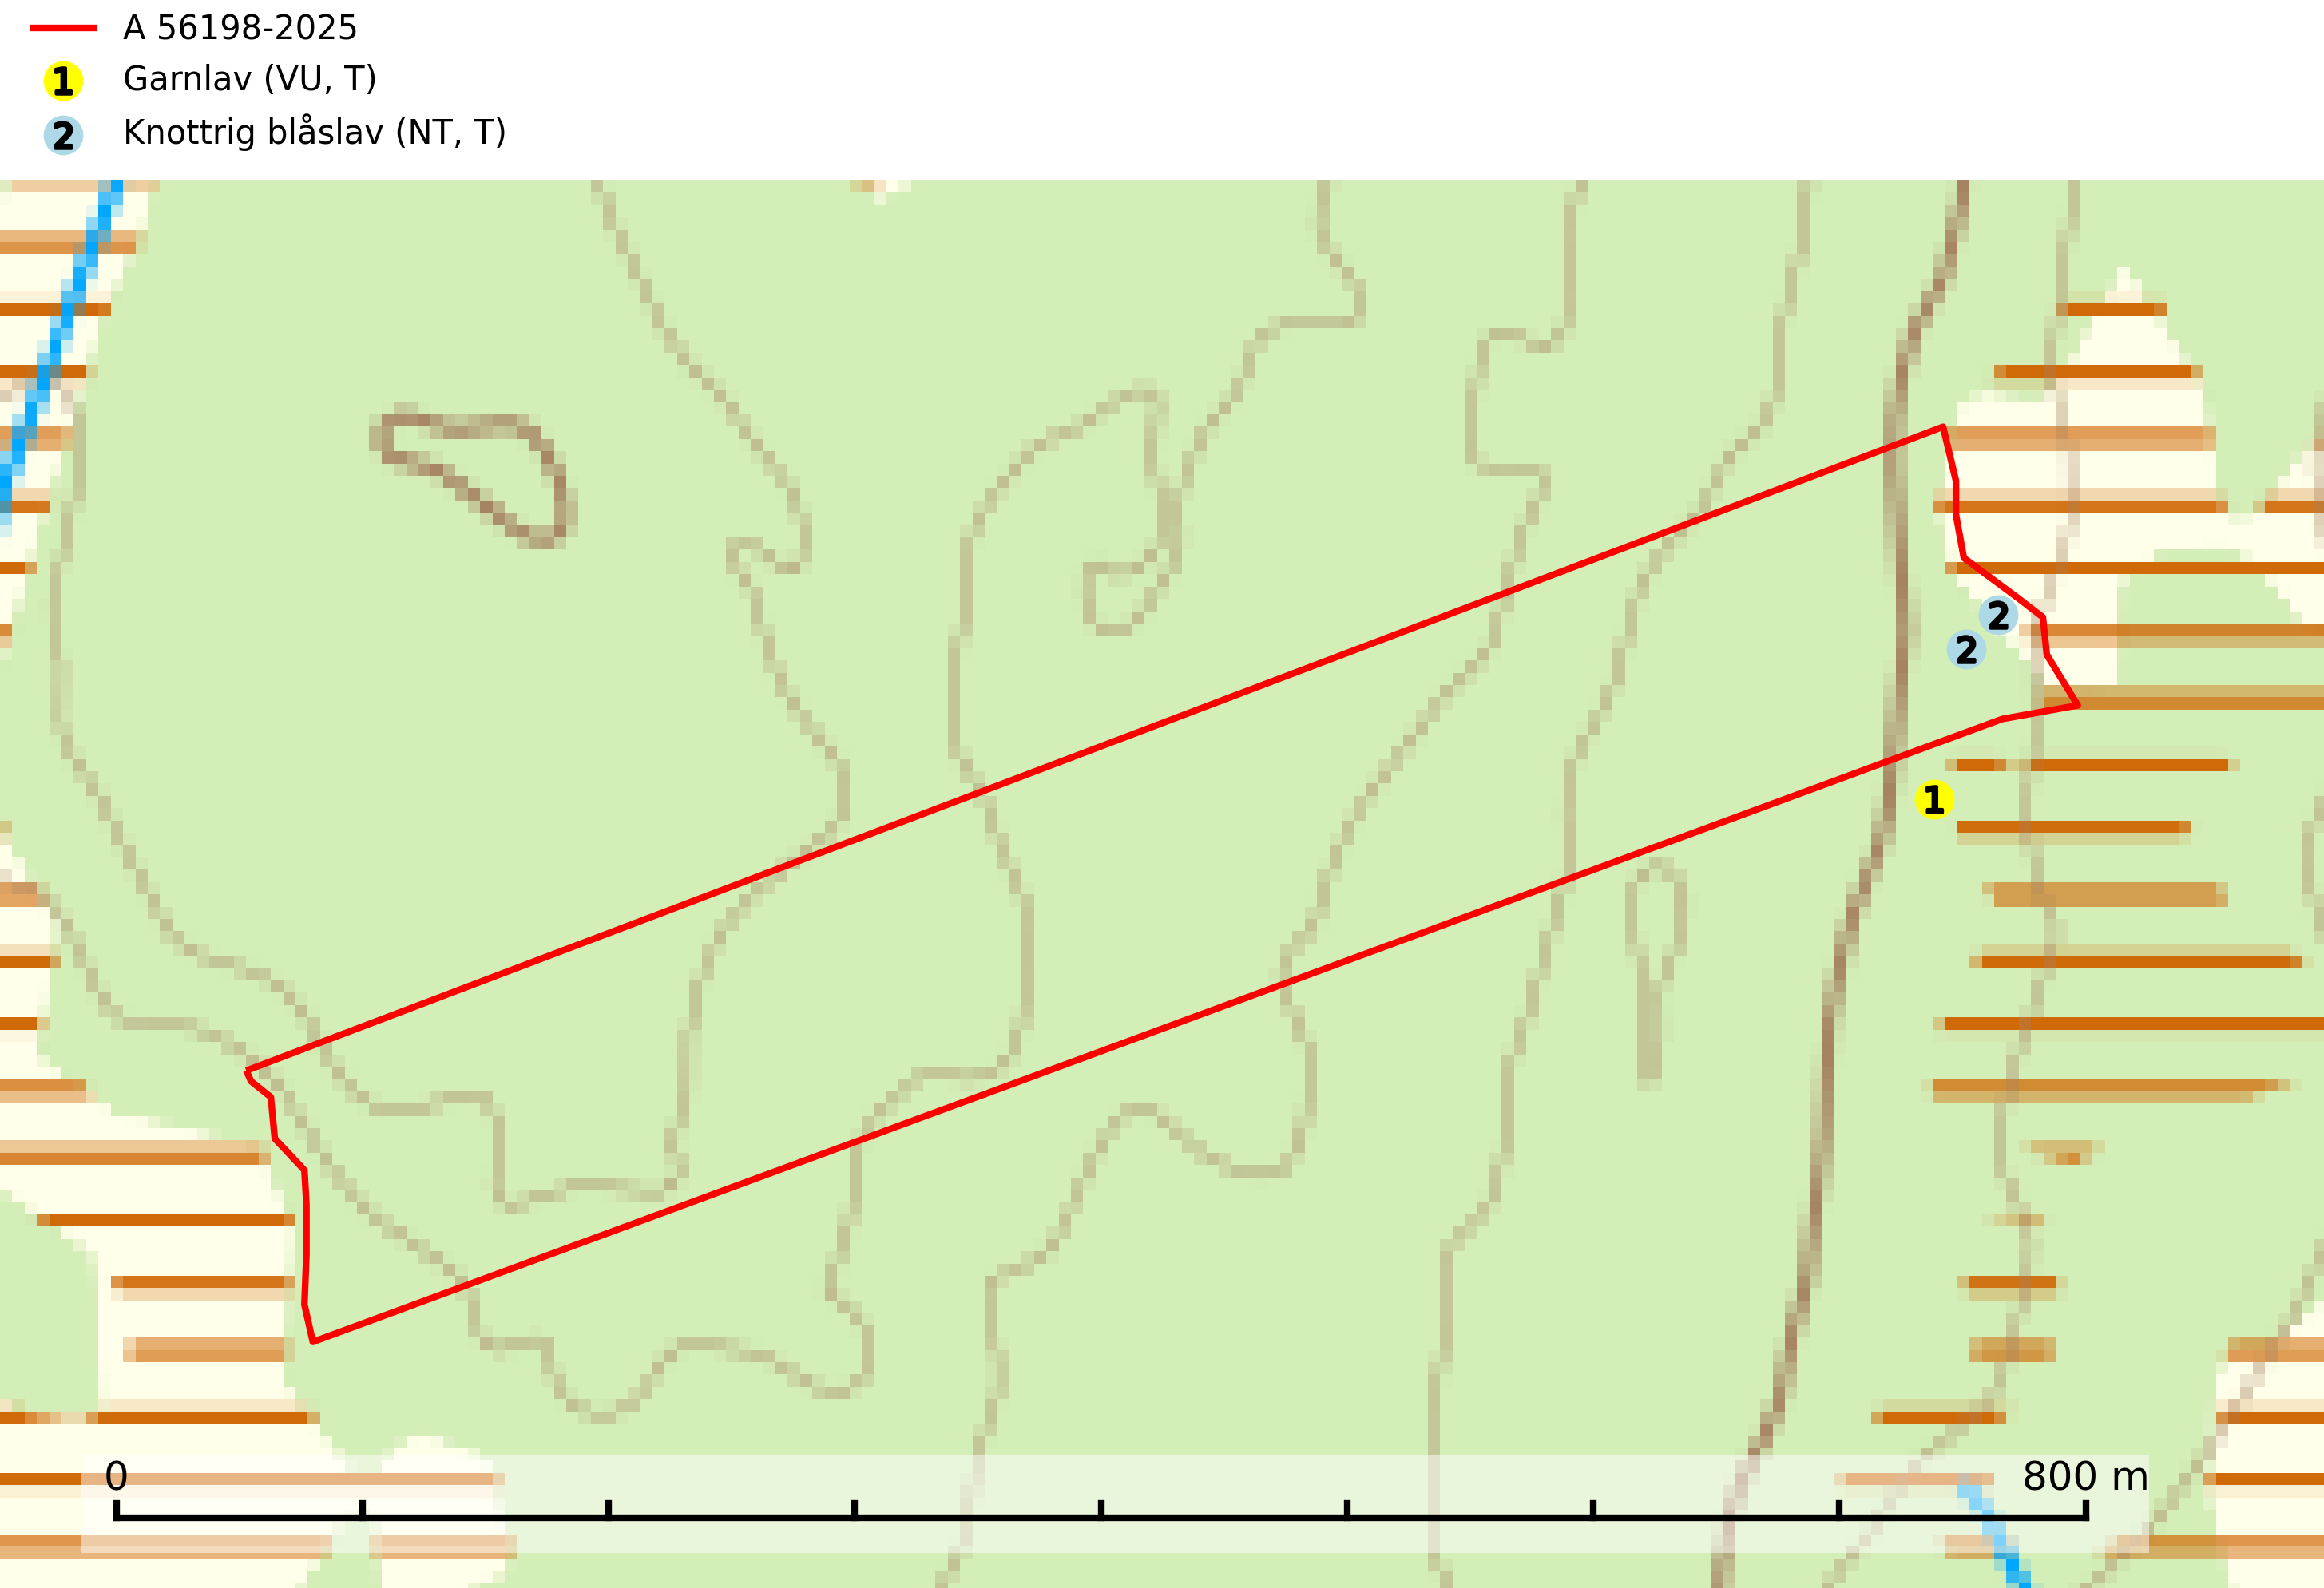 A 56198-2025
1 Garnlav (VU, T)
2 Knottrig blåslav (NT, T)
2
2
1
0 800 m